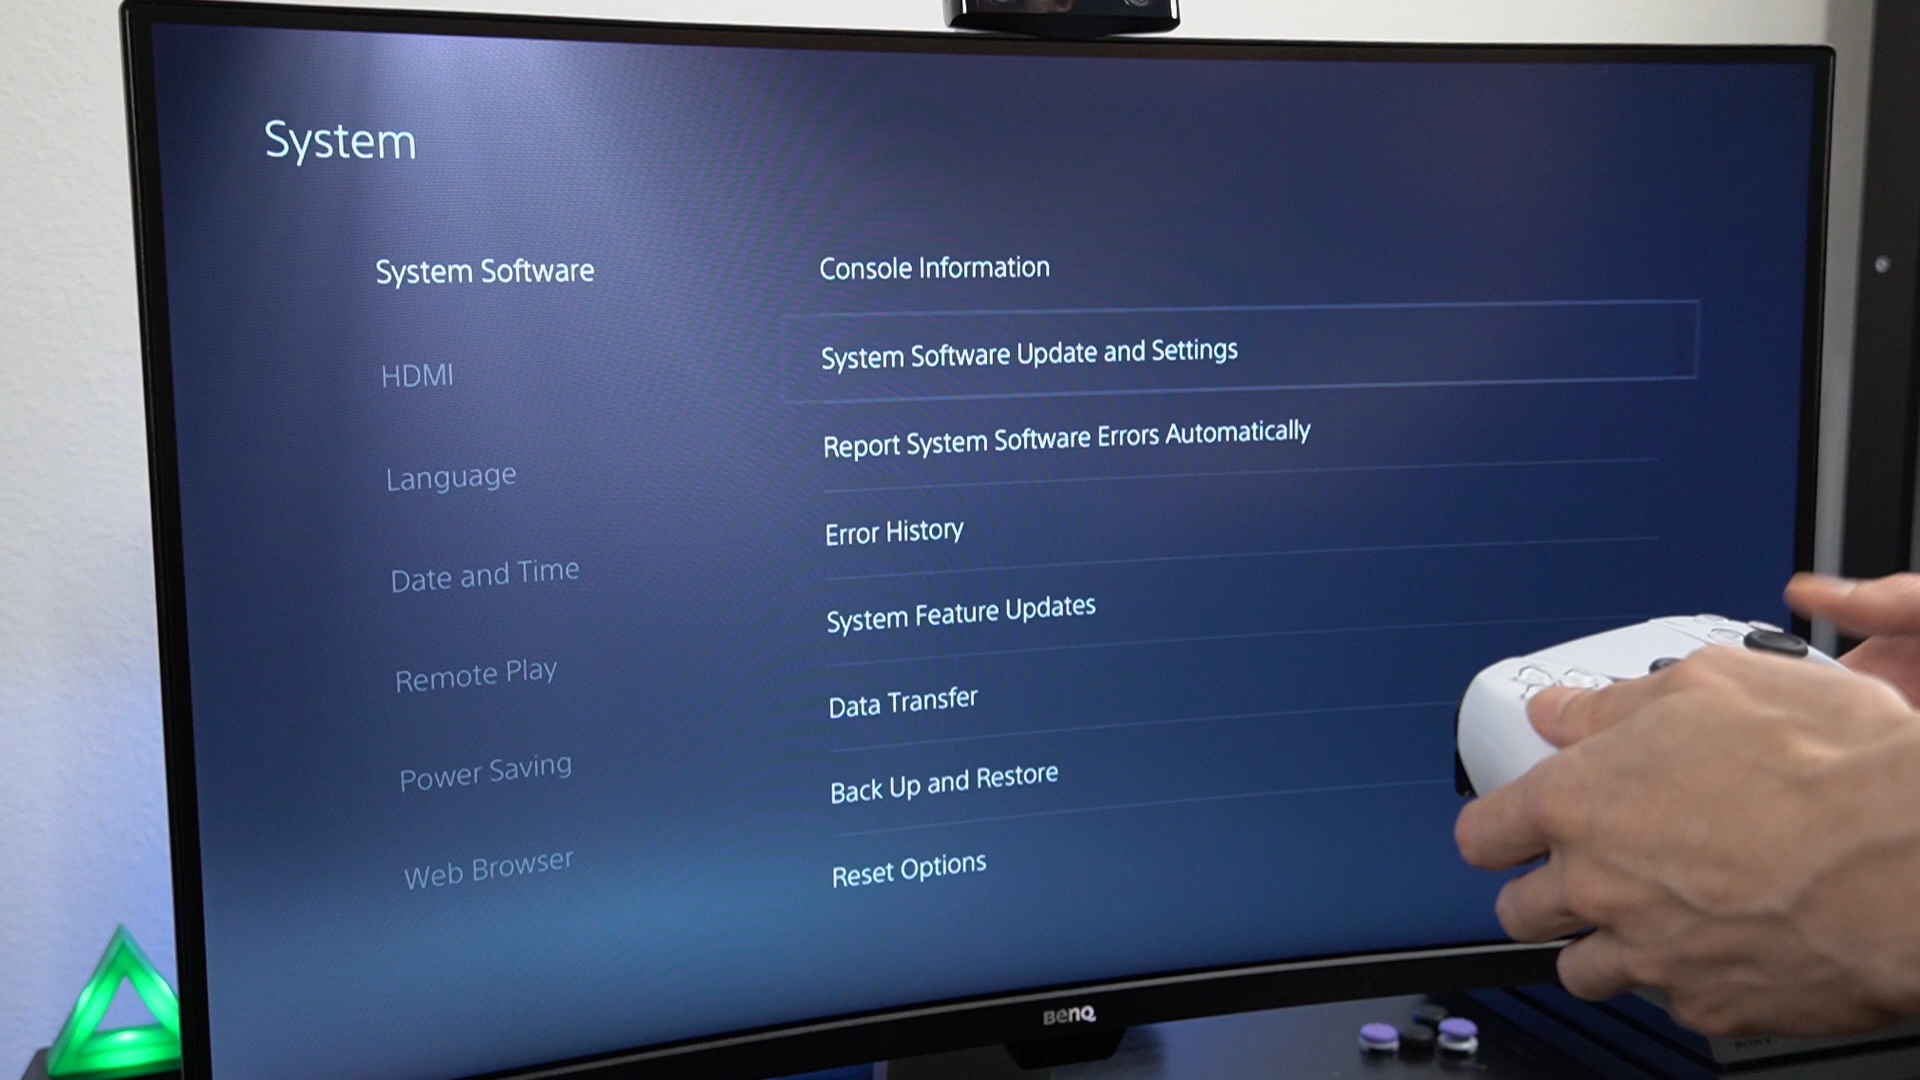 System
System Software
HDMI
Language
Date and Time
Remote Play
Power Saving
Web Browser
Console Information
System Software Update and Settings
Report System Software Errors Automatically
Error History
System Feature Updates
Data Transfer
Back Up and Restore
Reset Options
BenQ
SONY